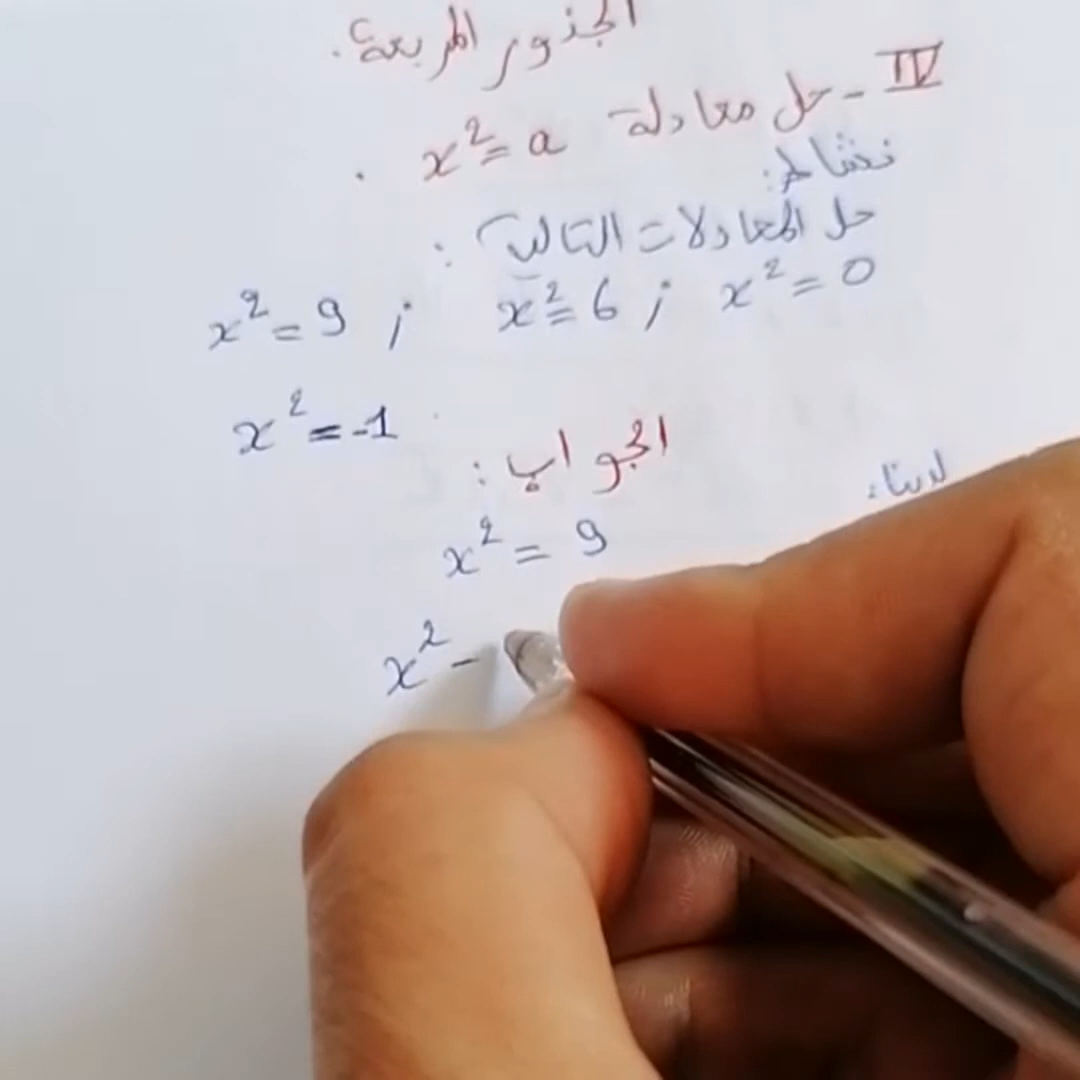 الجذور المربعة.
IV - حل معادلة x² = a .
نشاط:
حل المعادلات التالية :
x² = 9 ; x² = 6 ; x² = 0
x² = -1
الجواب :
لدينا:
x² = 9
x² -